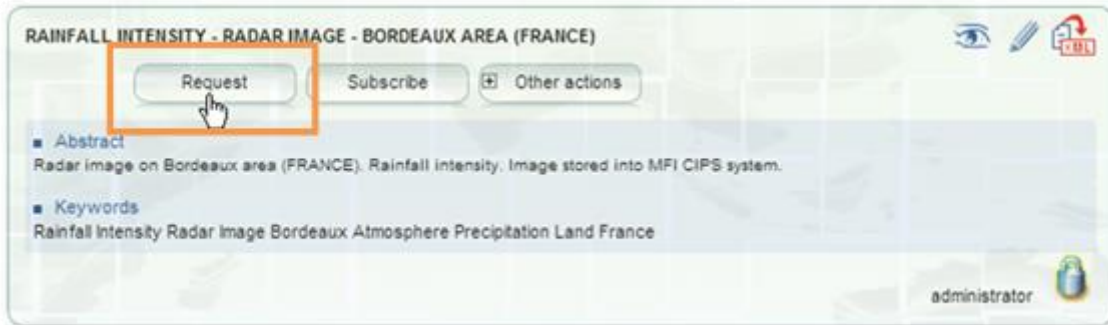 RAINFALL INTENSITY - RADAR IMAGE - BORDEAUX AREA (FRANCE)
XML
Request Subscribe Other actions
Abstract
Radar image on Bordeaux area (FRANCE). Rainfall intensity. Image stored into MFI CIPS system.
Keywords
Rainfall Intensity Radar Image Bordeaux Atmosphere Precipitation Land France
administrator